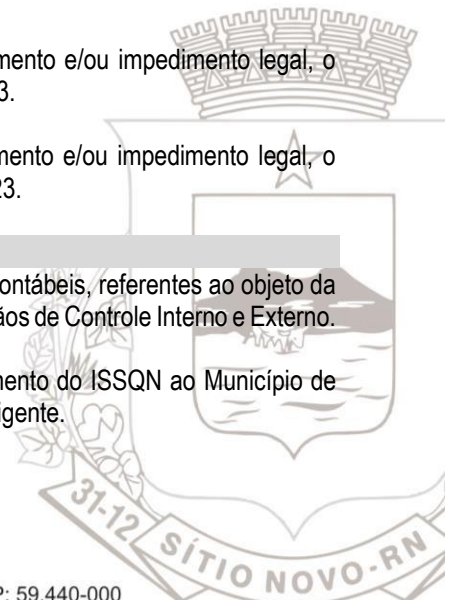 mento e/ou impedimento legal, o
3.
mento e/ou impedimento legal, o
23.
ontábeis, referentes ao objeto da
ãos de Controle Interno e Externo.
mento do ISSQN ao Município de
igente.
31-12 SÍTIO NOVO-RN
P: 59.440-000